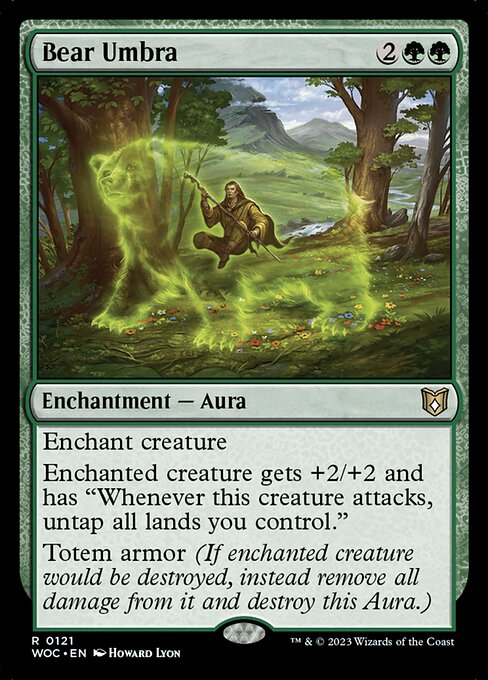 Bear Umbra 2
Enchantment — Aura
Enchant creature
Enchanted creature gets +2/+2 and
has “Whenever this creature attacks,
untap all lands you control.”
Totem armor (If enchanted creature
would be destroyed, instead remove all
damage from it and destroy this Aura.)
R 0121
WOC • EN Howard Lyon
™ & © 2023 Wizards of the Coast